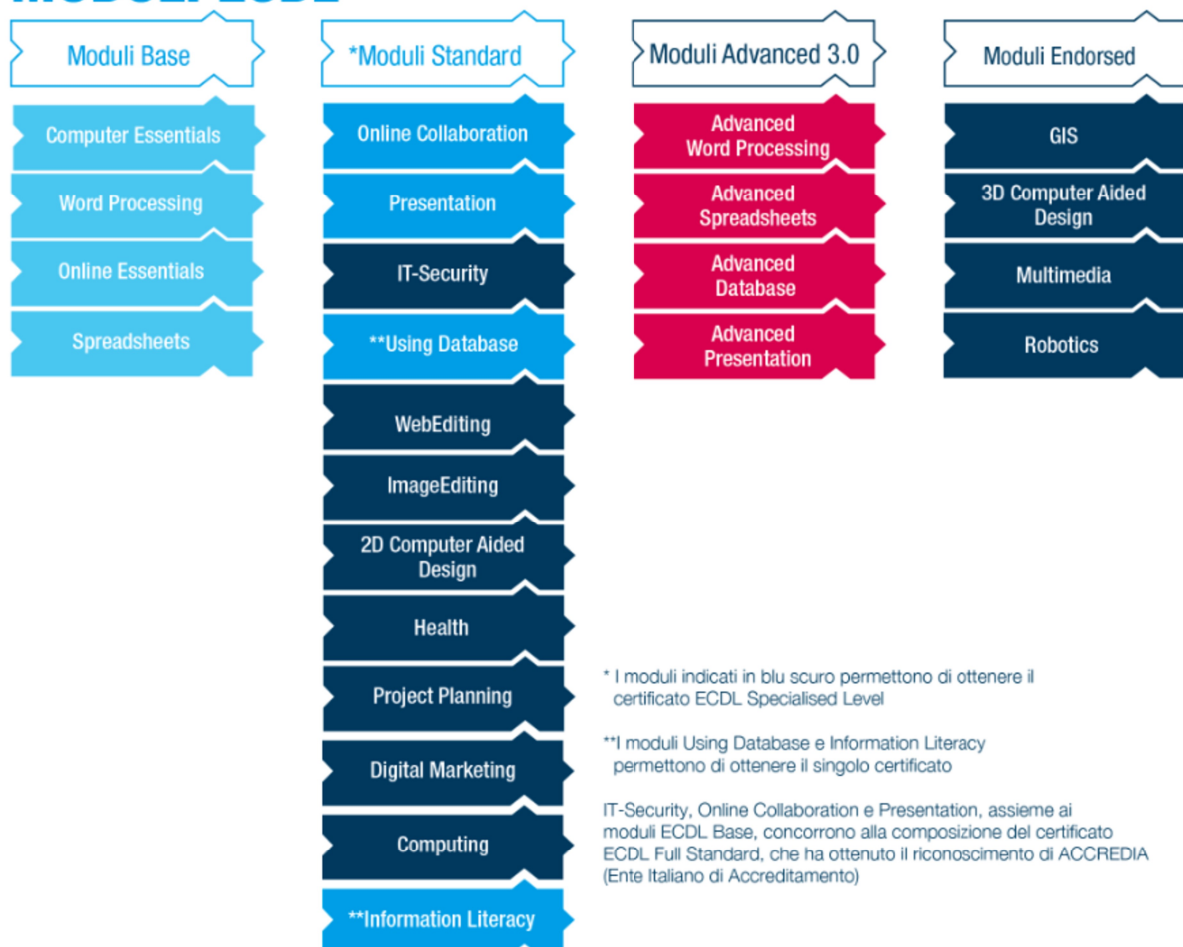 Moduli Base
Computer Essentials
Word Processing
Online Essentials
Spreadsheets
*Moduli Standard
Online Collaboration
Presentation
IT-Security
**Using Database
WebEditing
ImageEditing
2D Computer Aided
Design
Health
Project Planning
Digital Marketing
Computing
**Information Literacy
Moduli Advanced 3.0
Advanced
Word Processing
Advanced
Spreadsheets
Advanced
Database
Advanced
Presentation
Moduli Endorsed
GIS
3D Computer Aided
Design
Multimedia
Robotics
* I moduli indicati in blu scuro permettono di ottenere il
certificato ECDL Specialised Level
**I moduli Using Database e Information Literacy
permettono di ottenere il singolo certificato
IT-Security, Online Collaboration e Presentation, assieme ai
moduli ECDL Base, concorrono alla composizione del certificato
ECDL Full Standard, che ha ottenuto il riconoscimento di ACCREDIA
(Ente Italiano di Accreditamento)